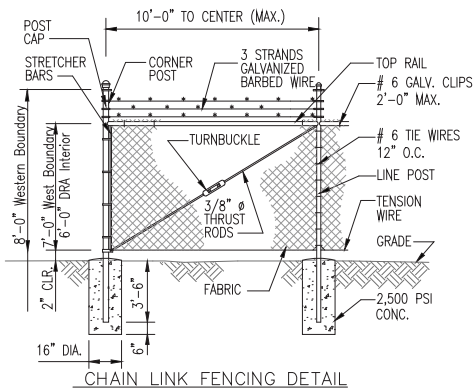 10'-0" TO CENTER (MAX.)
POST
CAP
STRETCHER
BARS
CORNER
POST
3 STRANDS
GALVANIZED
BARBED WIRE
TOP RAIL
# 6 GALV. CLIPS
2'-0" MAX.
# 6 TIE WIRES
12" O.C.
TURNBUCKLE
LINE POST
3/8" ø
THRUST
RODS
TENSION
WIRE
GRADE
FABRIC
8'-0" Western Boundary
7'-0" West Boundary
6'-0" DRA Interior
2" CLR.
3'-6"
6"
2,500 PSI
CONC.
16" DIA.
CHAIN LINK FENCING DETAIL